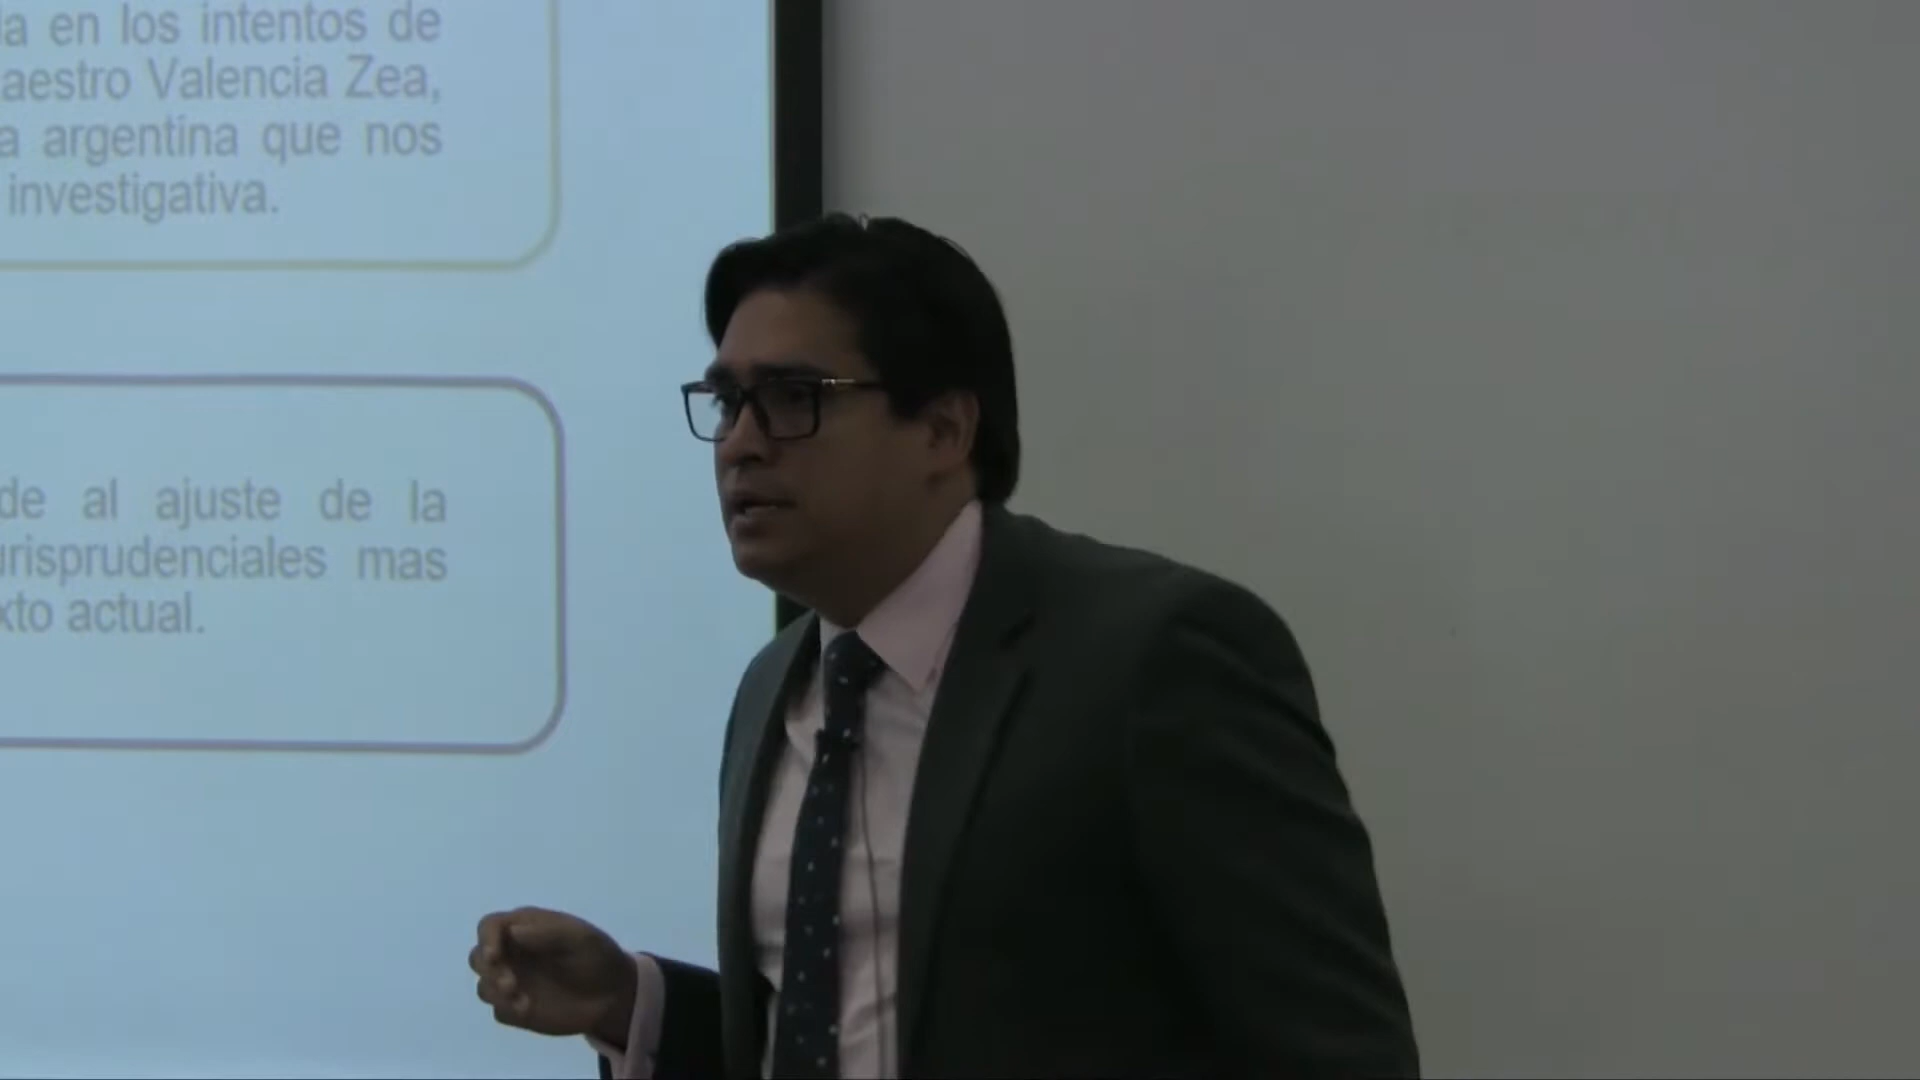 la en los intentos de
aestro Valencia Zea,
a argentina que nos
investigativa.
de al ajuste de la
urisprudenciales mas
xto actual.